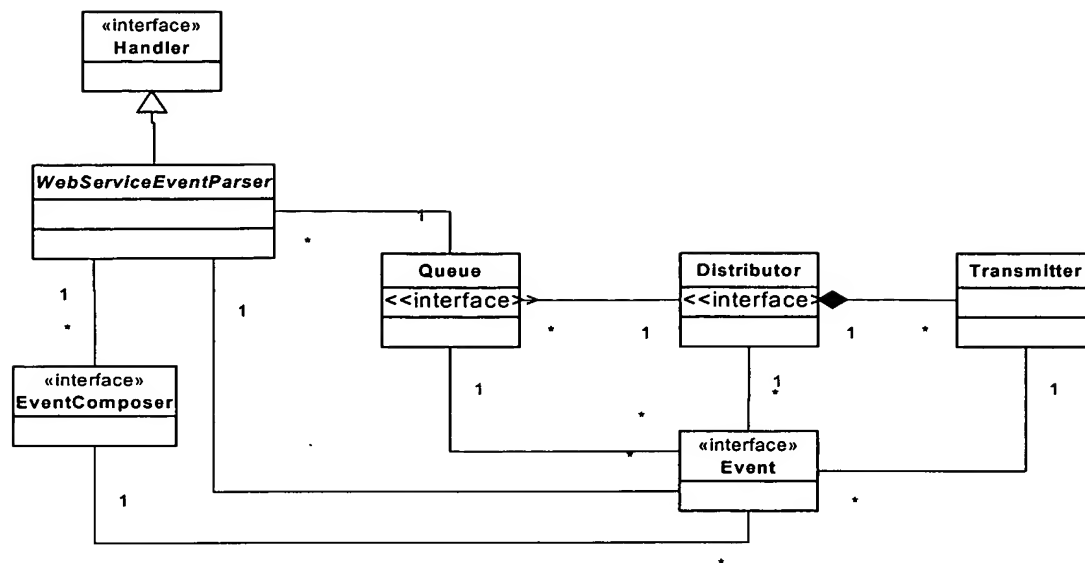 «interface»
Handler
WebServiceEventParser
1
*
Queue
<<interface>
Distributor
<<interface>
Transmitter
1
*
1
*
1
1
*
«interface»
EventComposer
1
1
*
1
*
*
«interface»
Event
1
*
*